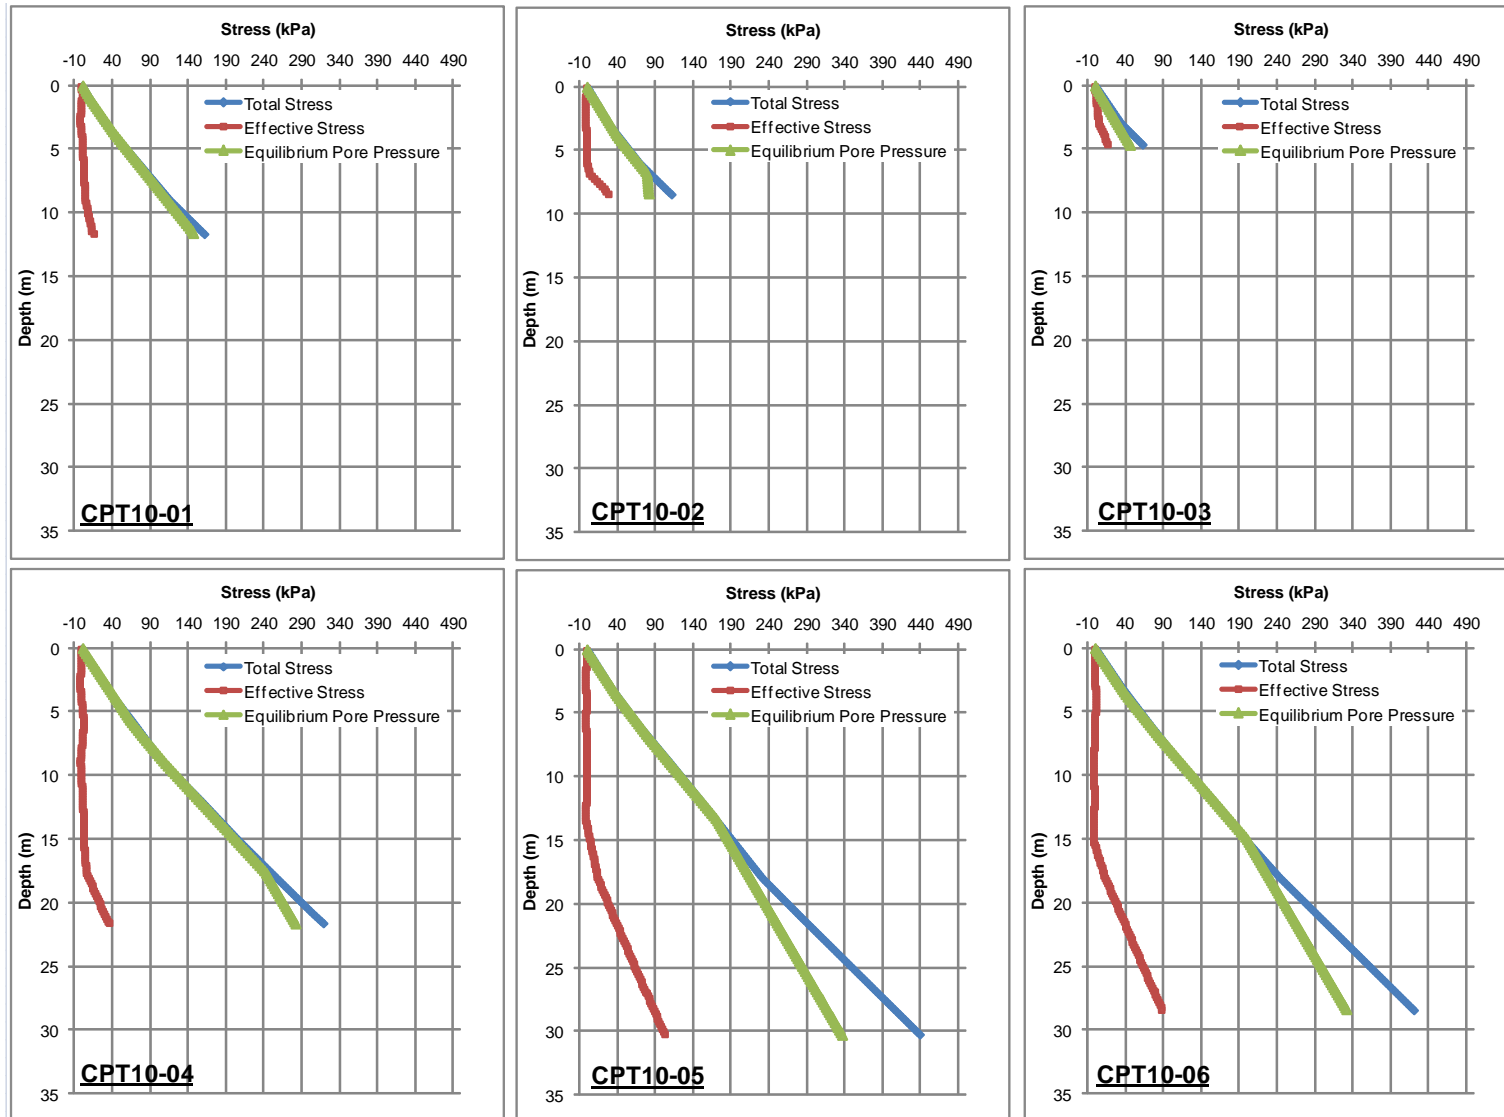 Stress (kPa)
-10 40 90 140 190 240 290 340 390 440 490
0
5
10
15
20
25
30
35
Depth (m)
Total Stress
Effective Stress
Equilibrium Pore Pressure
CPT10-01
Stress (kPa)
-10 40 90 140 190 240 290 340 390 440 490
0
5
10
15
20
25
30
35
Depth (m)
Total Stress
Effective Stress
Equilibrium Pore Pressure
CPT10-02
Stress (kPa)
-10 40 90 140 190 240 290 340 390 440 490
0
5
10
15
20
25
30
35
Depth (m)
Total Stress
Effective Stress
Equilibrium Pore Pressure
CPT10-03
Stress (kPa)
-10 40 90 140 190 240 290 340 390 440 490
0
5
10
15
20
25
30
35
Depth (m)
Total Stress
Effective Stress
Equilibrium Pore Pressure
CPT10-04
Stress (kPa)
-10 40 90 140 190 240 290 340 390 440 490
0
5
10
15
20
25
30
35
Depth (m)
Total Stress
Effective Stress
Equilibrium Pore Pressure
CPT10-05
Stress (kPa)
-10 40 90 140 190 240 290 340 390 440 490
0
5
10
15
20
25
30
35
Depth (m)
Total Stress
Effective Stress
Equilibrium Pore Pressure
CPT10-06